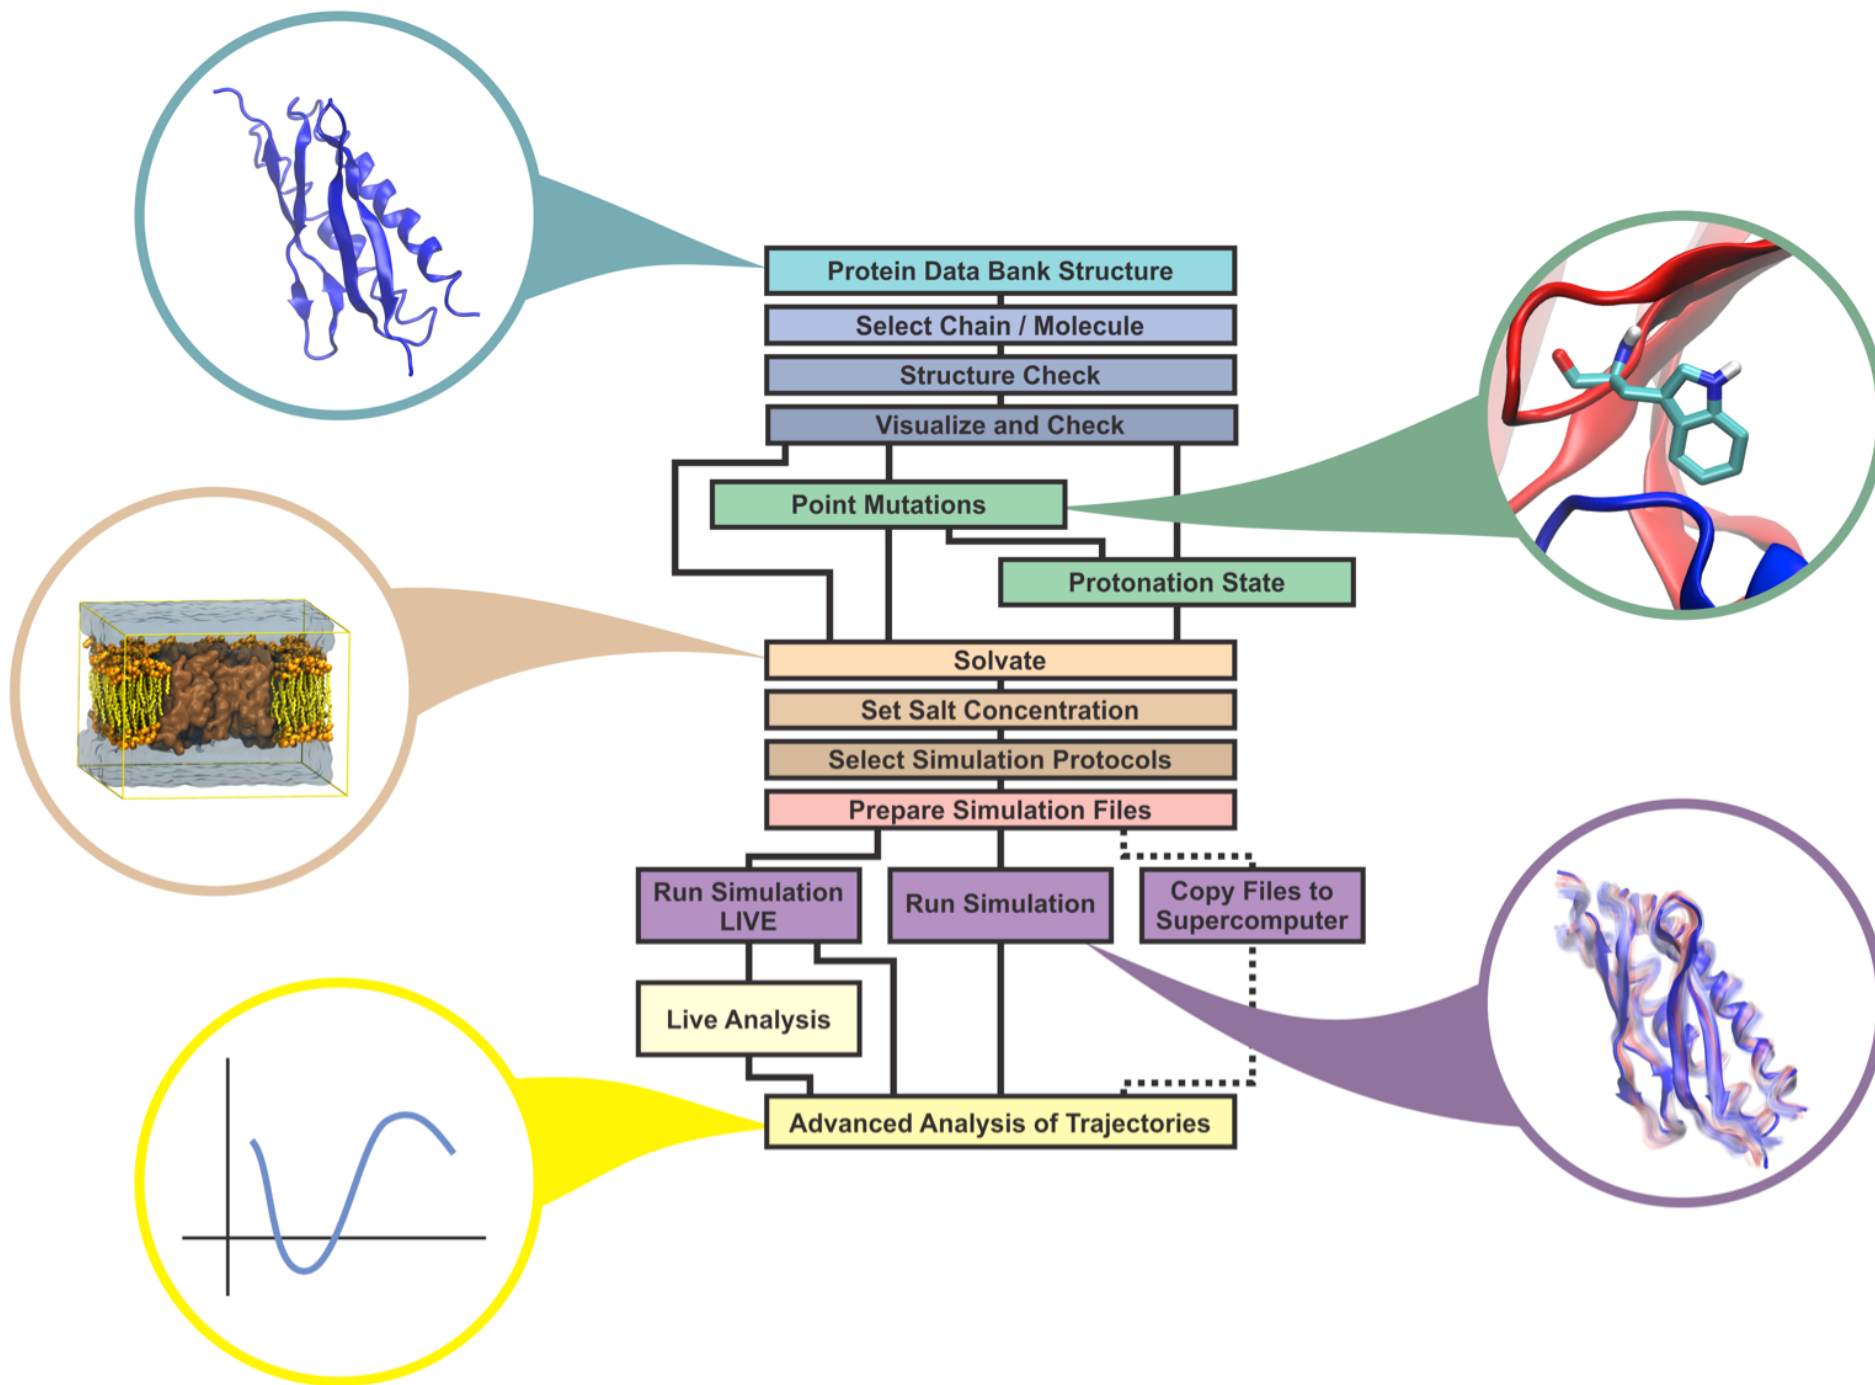 Protein Data Bank Structure
Select Chain / Molecule
Structure Check
Visualize and Check
Point Mutations
Protonation State
Solvate
Set Salt Concentration
Select Simulation Protocols
Prepare Simulation Files
Run Simulation
LIVE
Run Simulation
Copy Files to
Supercomputer
Live Analysis
Advanced Analysis of Trajectories